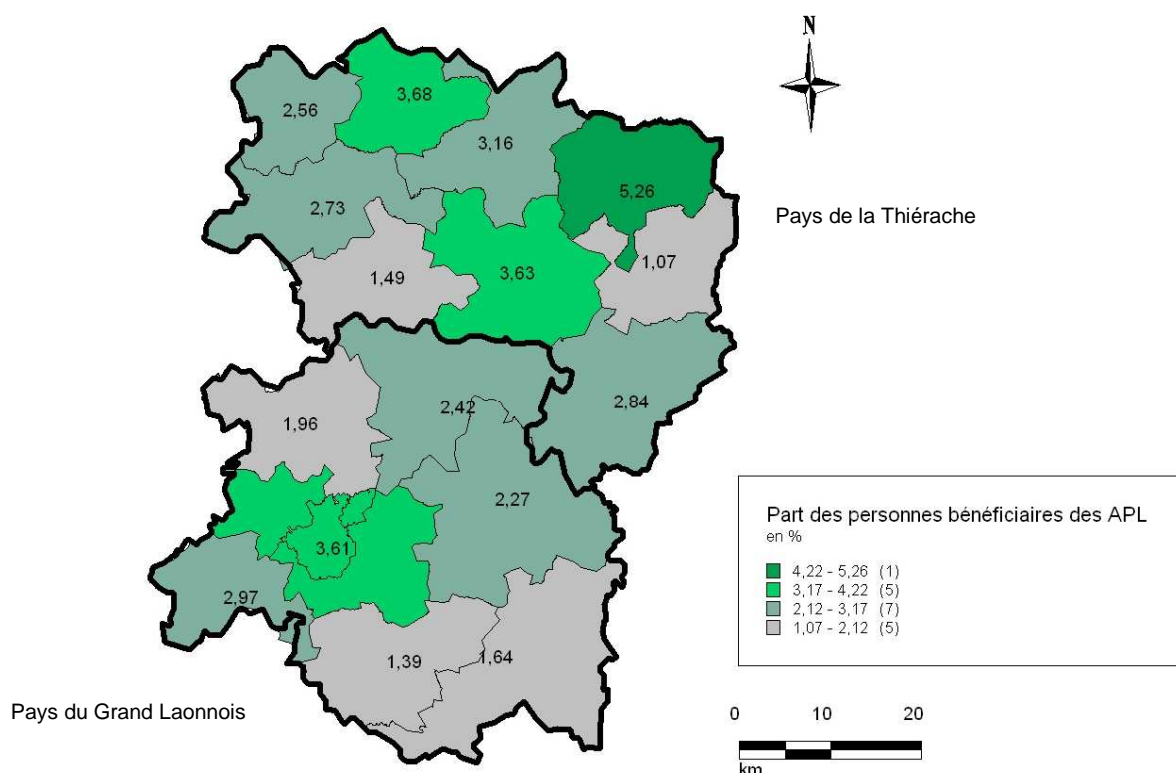 N
2,56
3,68
3,16
5,26
2,73
Pays de la Thiérache
1,49
3,63
1,07
1,96
2,42
2,84
2,27
3,61
2,97
1,39
1,64
Part des personnes bénéficiaires des APL
en %
4,22 - 5,26 (1)
3,17 - 4,22 (5)
2,12 - 3,17 (7)
1,07 - 2,12 (5)
Pays du Grand Laonnois
0 10 20
km